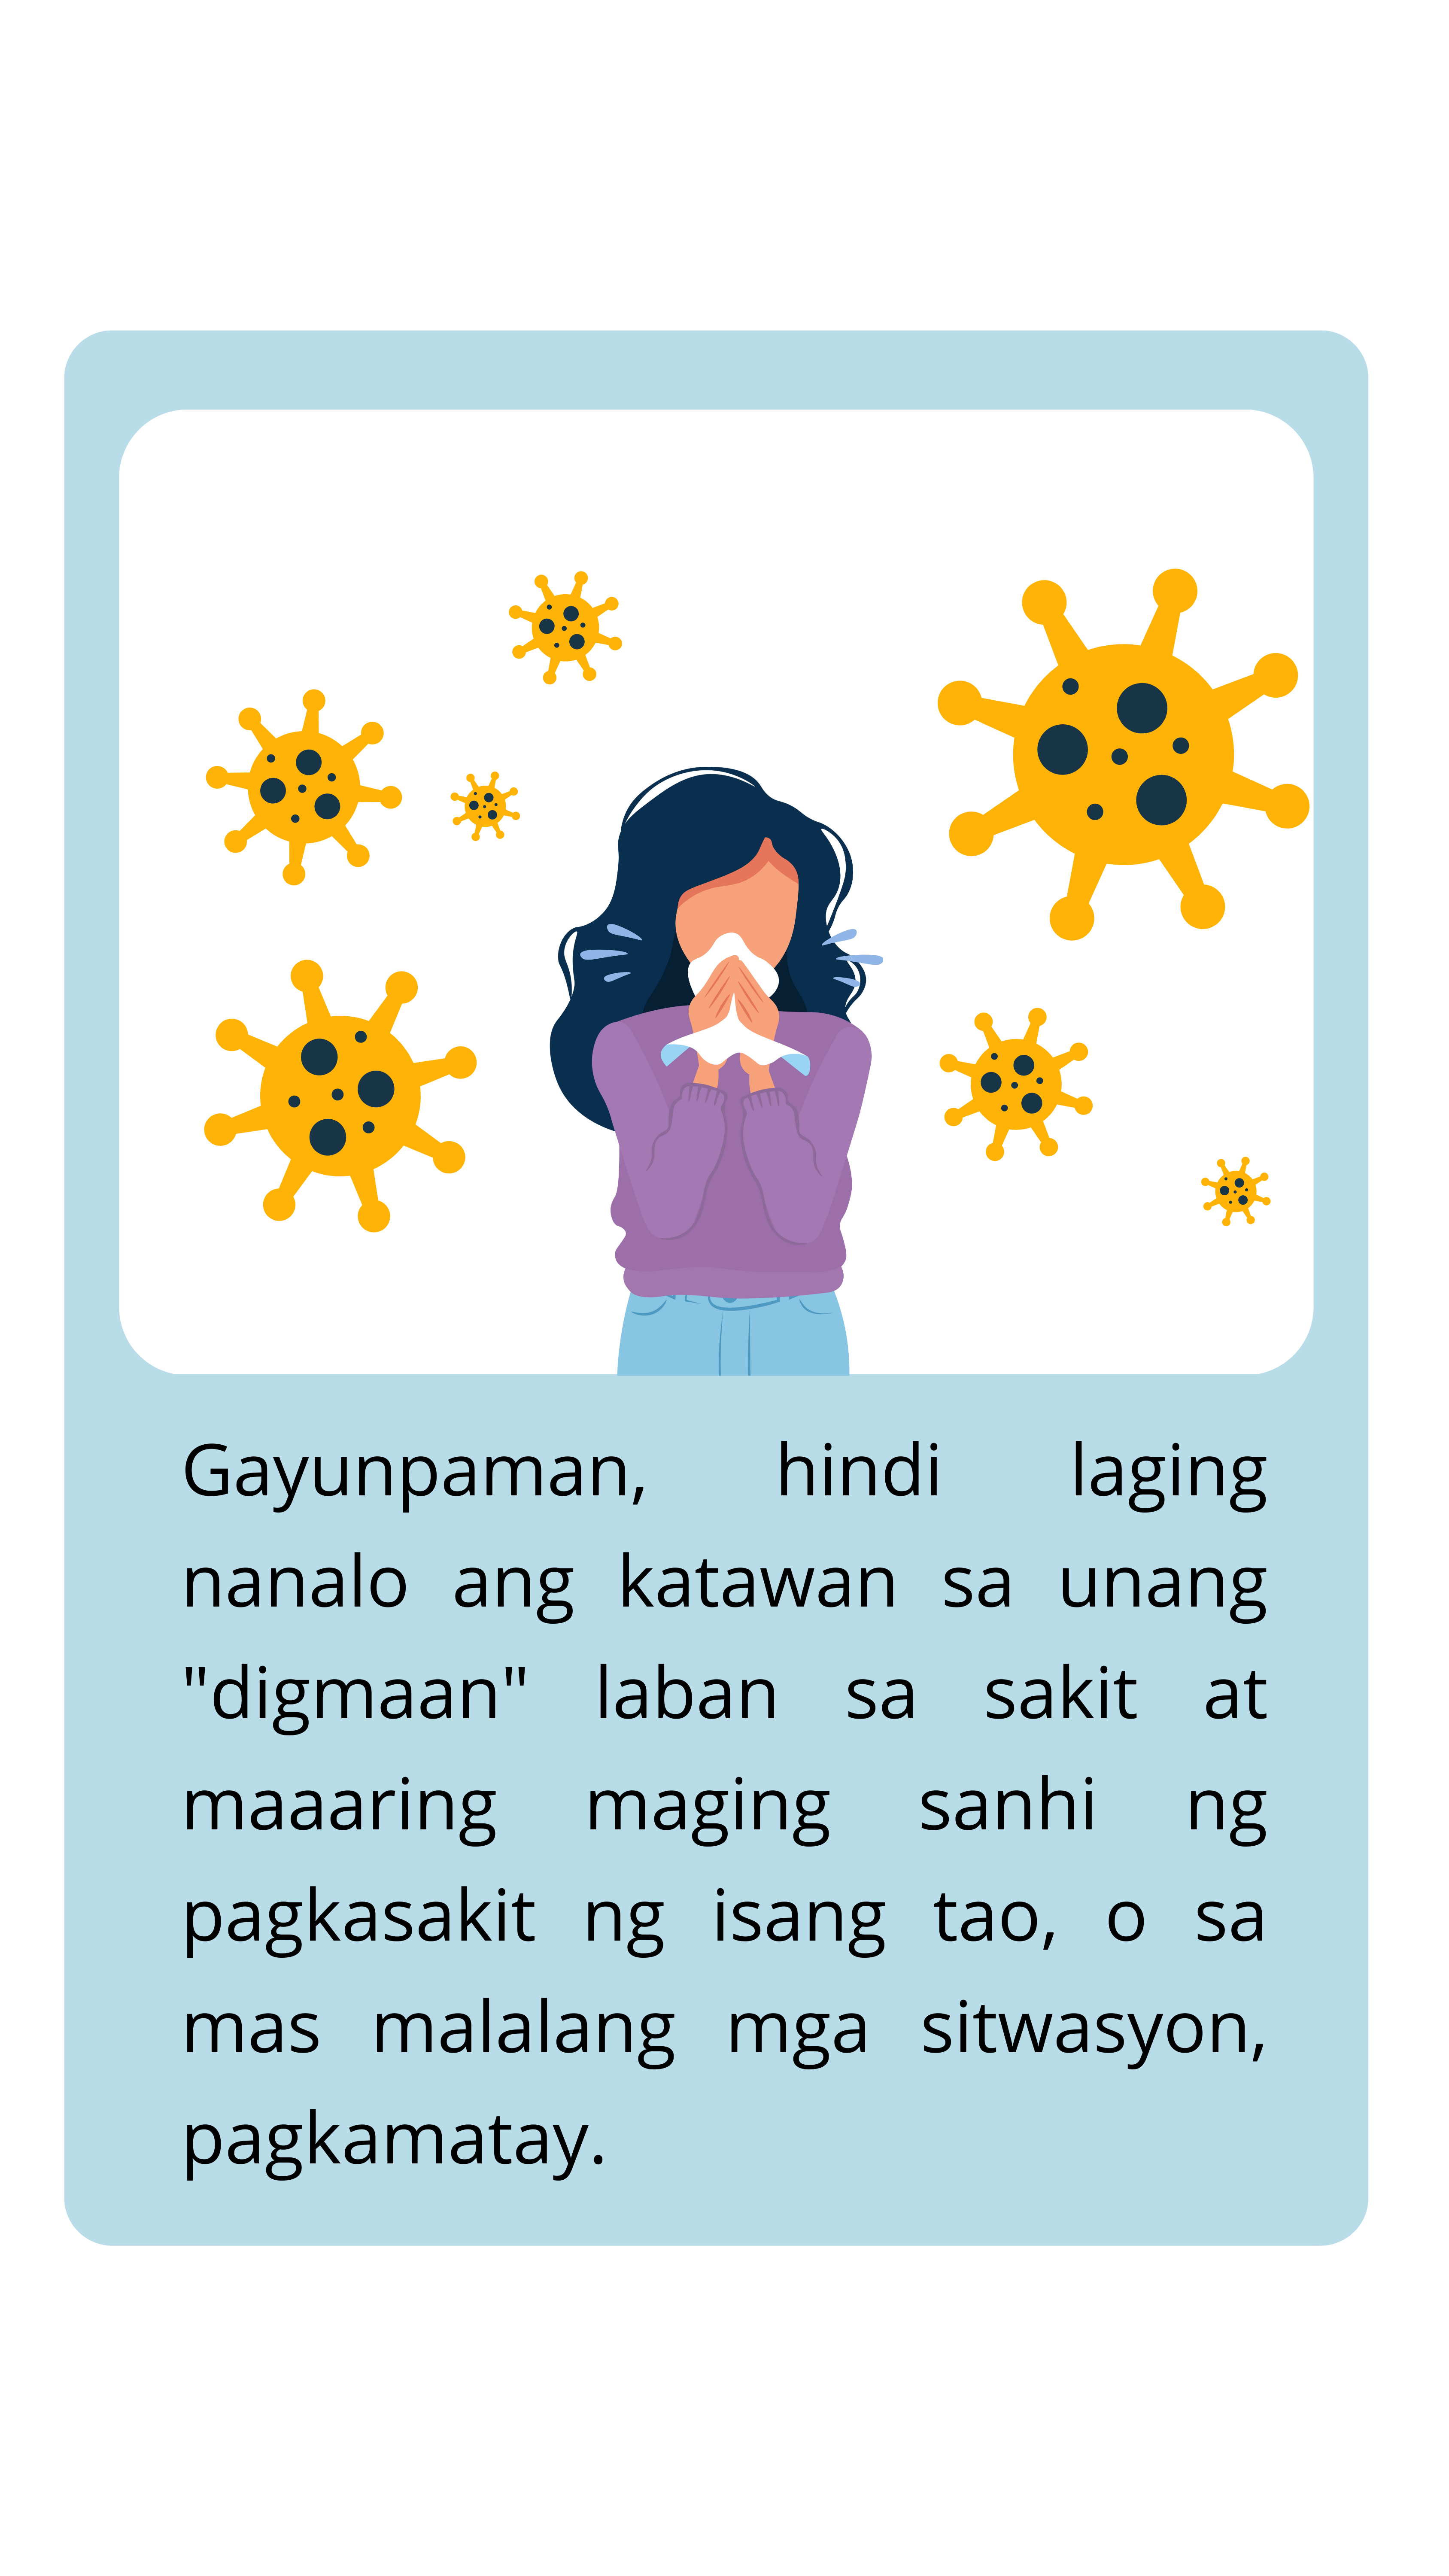 Gayunpaman, hindi laging
nanalo ang katawan sa unang
"digmaan" laban sa sakit at
maaaring maging sanhi ng
pagkasakit ng isang tao, o sa
mas malalang mga sitwasyon,
pagkamatay.